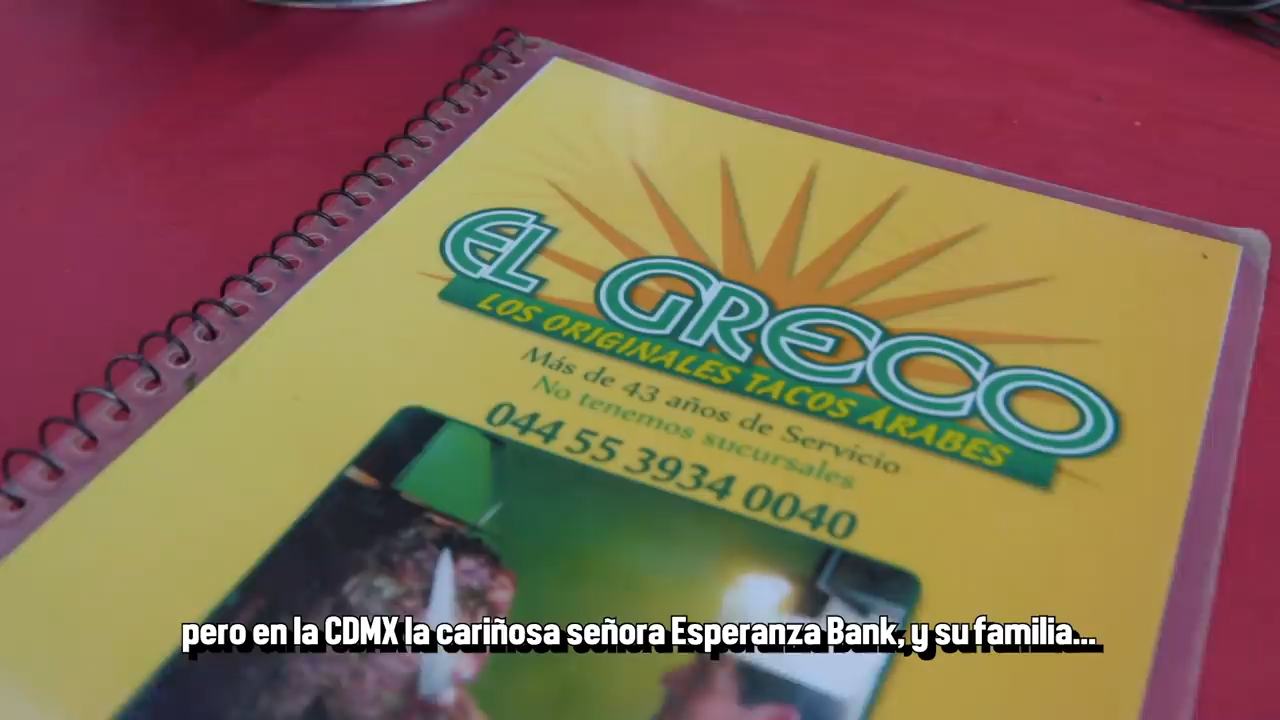 EL GRECO
LOS ORIGINALES TACOS ÁRABES
Más de 43 años de Servicio
No tenemos sucursales
044 55 3934 0040
pero en la CDMX la cariñosa señora Esperanza Bank, y su familia...